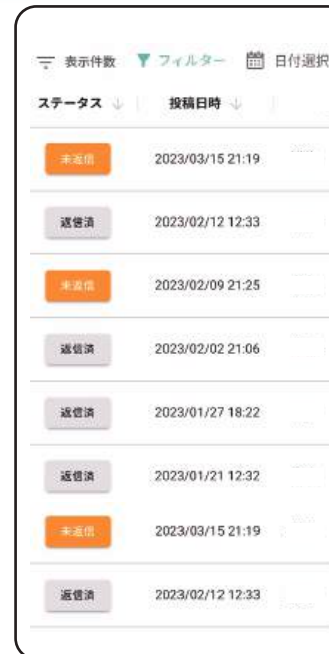 表示件数 フィルター 日付選択
ステータス ↓ 投稿日時 ↓
未返信 2023/03/15 21:19
返信済 2023/02/12 12:33
未返信 2023/02/09 21:25
返信済 2023/02/02 21:06
返信済 2023/01/27 18:22
返信済 2023/01/21 12:32
未返信 2023/03/15 21:19
返信済 2023/02/12 12:33